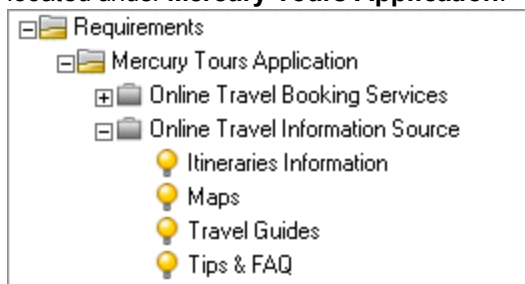 located under Mercury Tours Application.
Requirements
Mercury Tours Application
Online Travel Booking Services
Online Travel Information Source
Itineraries Information
Maps
Travel Guides
Tips & FAQ